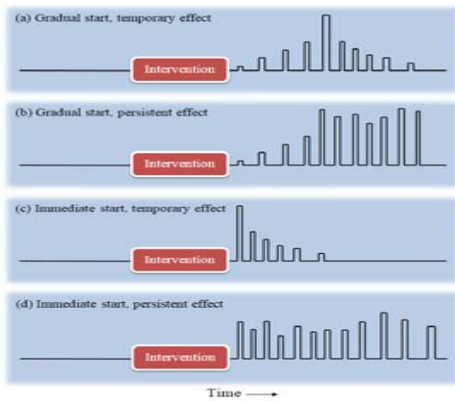 (a) Gradual start, temporary effect
Intervention
(b) Gradual start, persistent effect
Intervention
(c) Immediate start, temporary effect
Intervention
(d) Immediate start, persistent effect
Intervention
Time